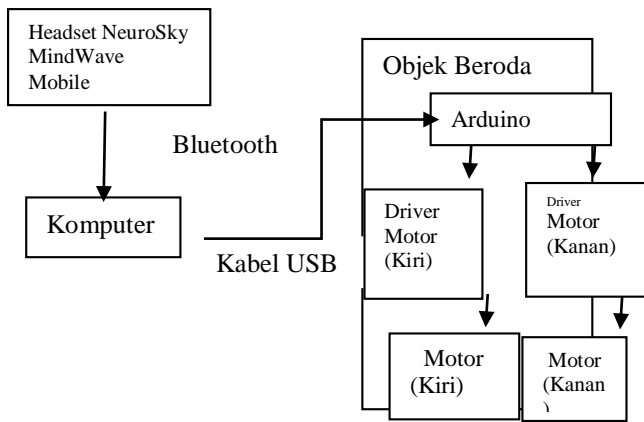 Headset NeuroSky
MindWave
Mobile
Bluetooth
Komputer
Kabel USB
Objek Beroda
Arduino
Driver
Motor
(Kiri)
Driver
Motor
(Kanan)
Motor
(Kiri)
Motor
(Kanan
)